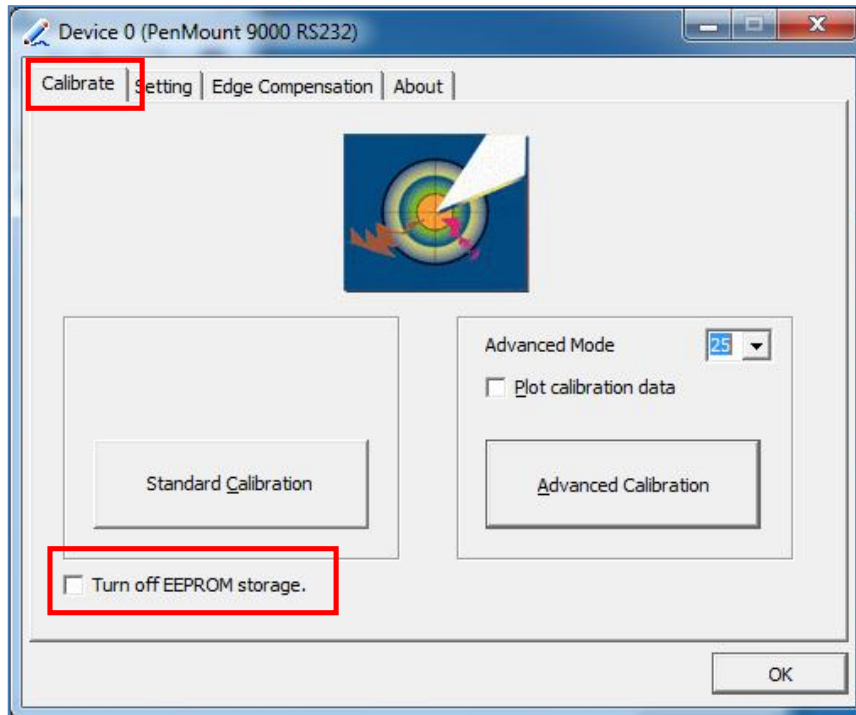 Device 0 (PenMount 9000 RS232)
Calibrate Setting Edge Compensation About
Advanced Mode 25
Plot calibration data
Standard Calibration Advanced Calibration
Turn off EEPROM storage.
OK